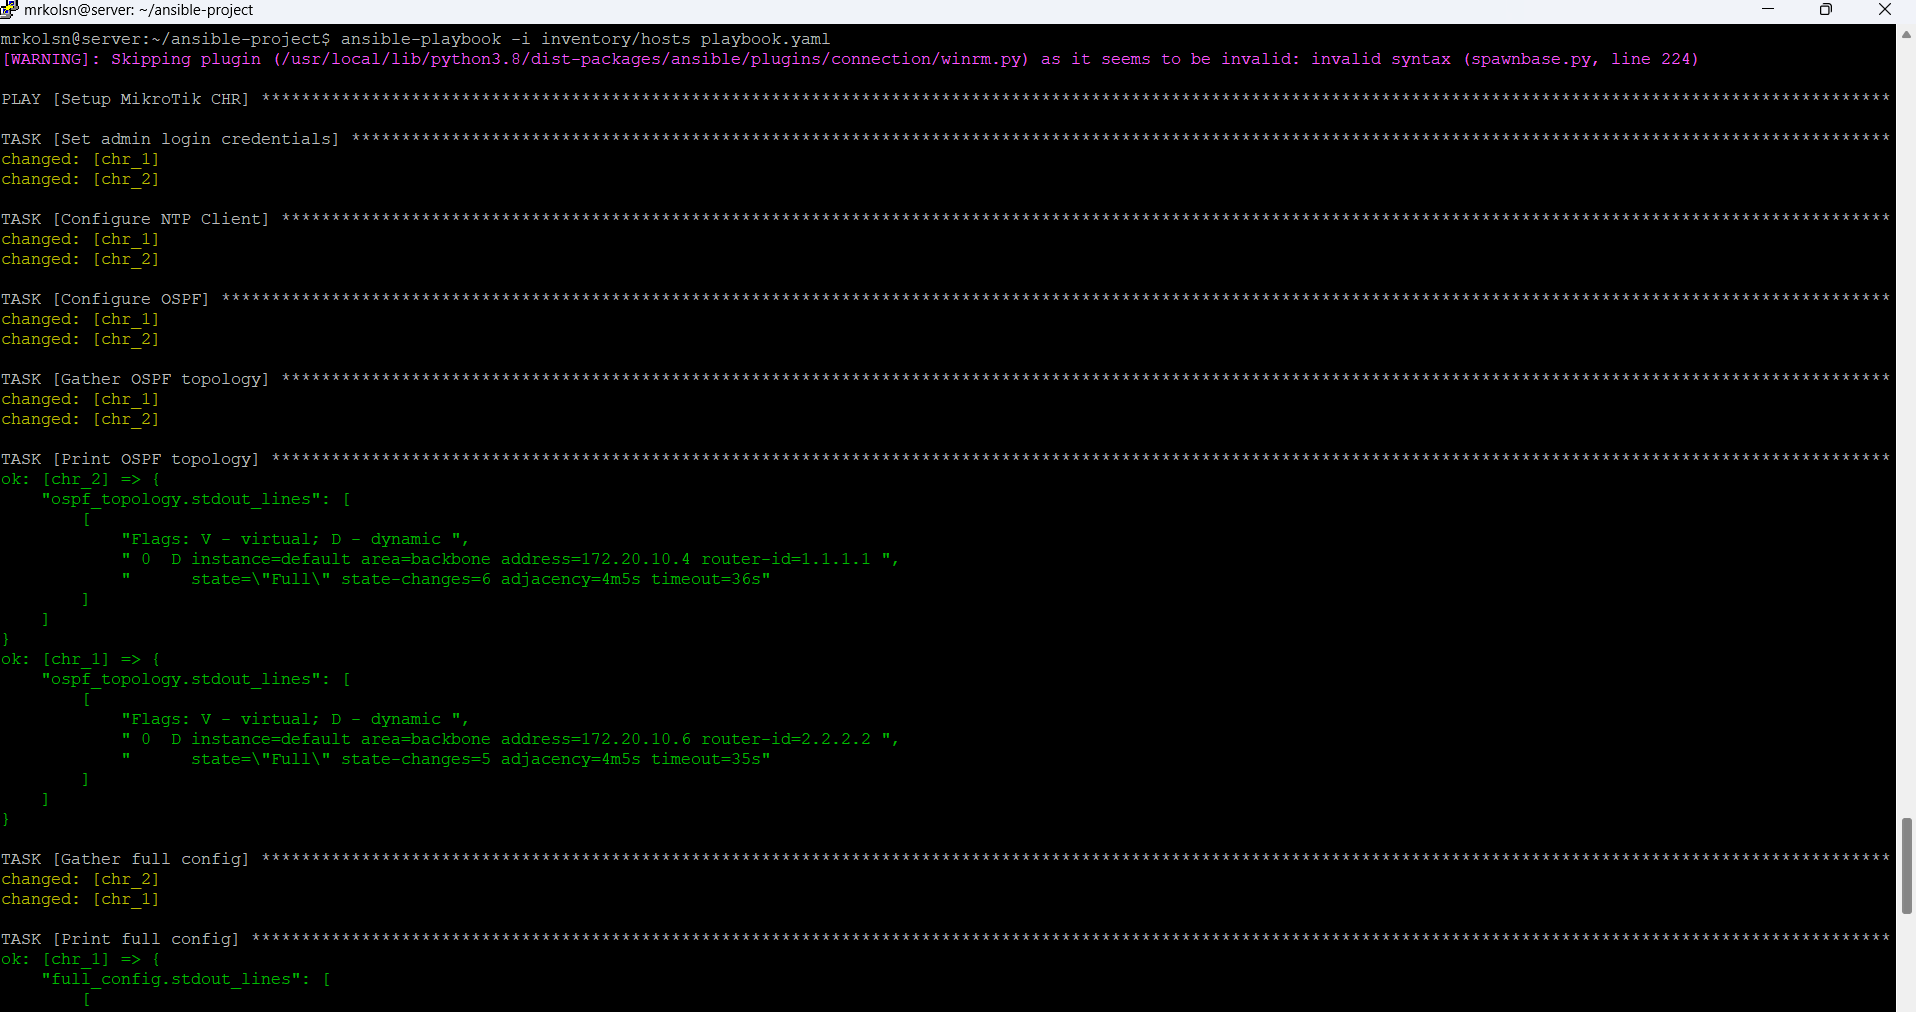 mrkolsn@server: ~/ansible-project
mrkolsn@server:~/ansible-project$ ansible-playbook -i inventory/hosts playbook.yaml
[WARNING]: Skipping plugin (/usr/local/lib/python3.8/dist-packages/ansible/plugins/connection/winrm.py) as it seems to be invalid: invalid syntax (spawnbase.py, line 224)
PLAY [Setup MikroTik CHR] *******************************************************************************************************************************************************************
TASK [Set admin login credentials] **********************************************************************************************************************************************************
changed: [chr_1]
changed: [chr_2]
TASK [Configure NTP Client] *****************************************************************************************************************************************************************
changed: [chr_1]
changed: [chr_2]
TASK [Configure OSPF] ***********************************************************************************************************************************************************************
changed: [chr_1]
changed: [chr_2]
TASK [Gather OSPF topology] *****************************************************************************************************************************************************************
changed: [chr_1]
changed: [chr_2]
TASK [Print OSPF topology] ******************************************************************************************************************************************************************
ok: [chr_2] => {
    "ospf_topology.stdout_lines": [
        [
            "Flags: V - virtual; D - dynamic ",
            " 0  D instance=default area=backbone address=172.20.10.4 router-id=1.1.1.1 ",
            "      state=\"Full\" state-changes=6 adjacency=4m5s timeout=36s"
        ]
    ]
}
ok: [chr_1] => {
    "ospf_topology.stdout_lines": [
        [
            "Flags: V - virtual; D - dynamic ",
            " 0  D instance=default area=backbone address=172.20.10.6 router-id=2.2.2.2 ",
            "      state=\"Full\" state-changes=5 adjacency=4m5s timeout=35s"
        ]
    ]
}
TASK [Gather full config] *******************************************************************************************************************************************************************
changed: [chr_2]
changed: [chr_1]
TASK [Print full config] ********************************************************************************************************************************************************************
ok: [chr_1] => {
    "full_config.stdout_lines": [
        [